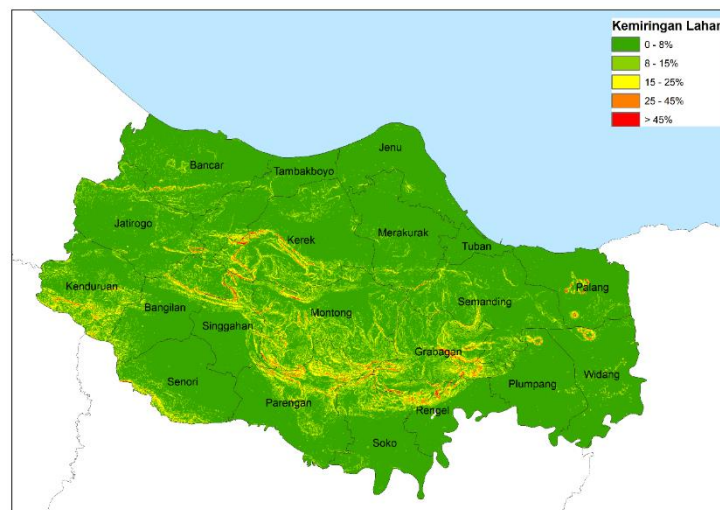 Kemiringan Lahan
0 - 8%
8 - 15%
15 - 25%
25 - 45%
> 45%
Jenu
Bancar
Tambakboyo
Jatirogo
Kerek
Merakurak
Tuban
Kenduruan
Palang
Bangilan
Semanding
Montong
Singgahan
Grabagan
Senori
Plumpang
Widang
Parengan
Rengel
Soko